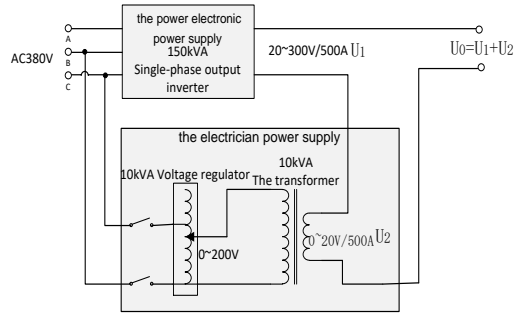 the power electronic
power supply
150kVA
Single-phase output
inverter
A
B
C
AC380V
20~300V/500A U1
U0=U1+U2
the electrician power supply
10kVA Voltage regulator
10kVA
The transformer
0~200V
0~20V/500A U2